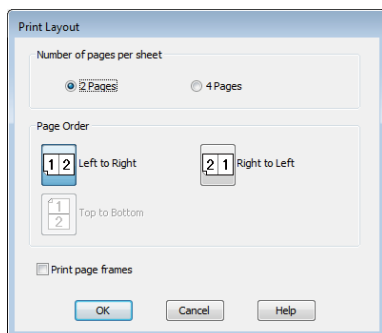 Print Layout
Number of pages per sheet
2 Pages 4 Pages
Page Order
1 2 Left to Right 2 1 Right to Left
1
2 Top to Bottom
Print page frames
OK Cancel Help